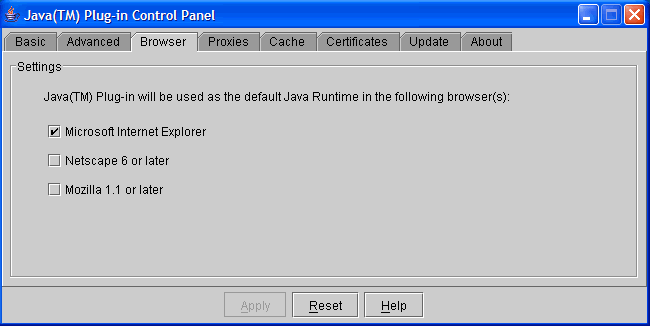 Java(TM) Plug-in Control Panel
Basic Advanced Browser Proxies Cache Certificates Update About
Settings
Java(TM) Plug-in will be used as the default Java Runtime in the following browser(s):
Microsoft Internet Explorer
Netscape 6 or later
Mozilla 1.1 or later
Apply Reset Help